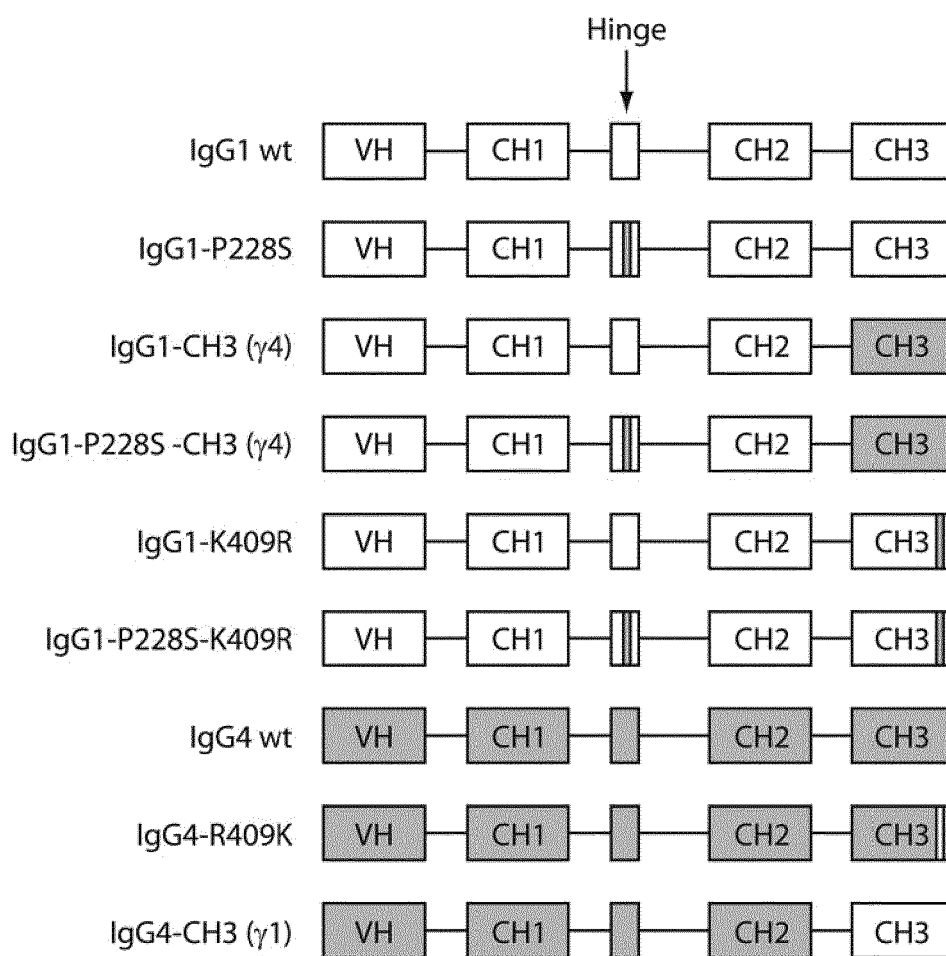 Hinge
IgG1 wt VH CH1 CH2 CH3
IgG1-P228S VH CH1 CH2 CH3
IgG1-CH3 (γ4) VH CH1 CH2 CH3
IgG1-P228S -CH3 (γ4) VH CH1 CH2 CH3
IgG1-K409R VH CH1 CH2 CH3
IgG1-P228S-K409R VH CH1 CH2 CH3
IgG4 wt VH CH1 CH2 CH3
IgG4-R409K VH CH1 CH2 CH3
IgG4-CH3 (γ1) VH CH1 CH2 CH3